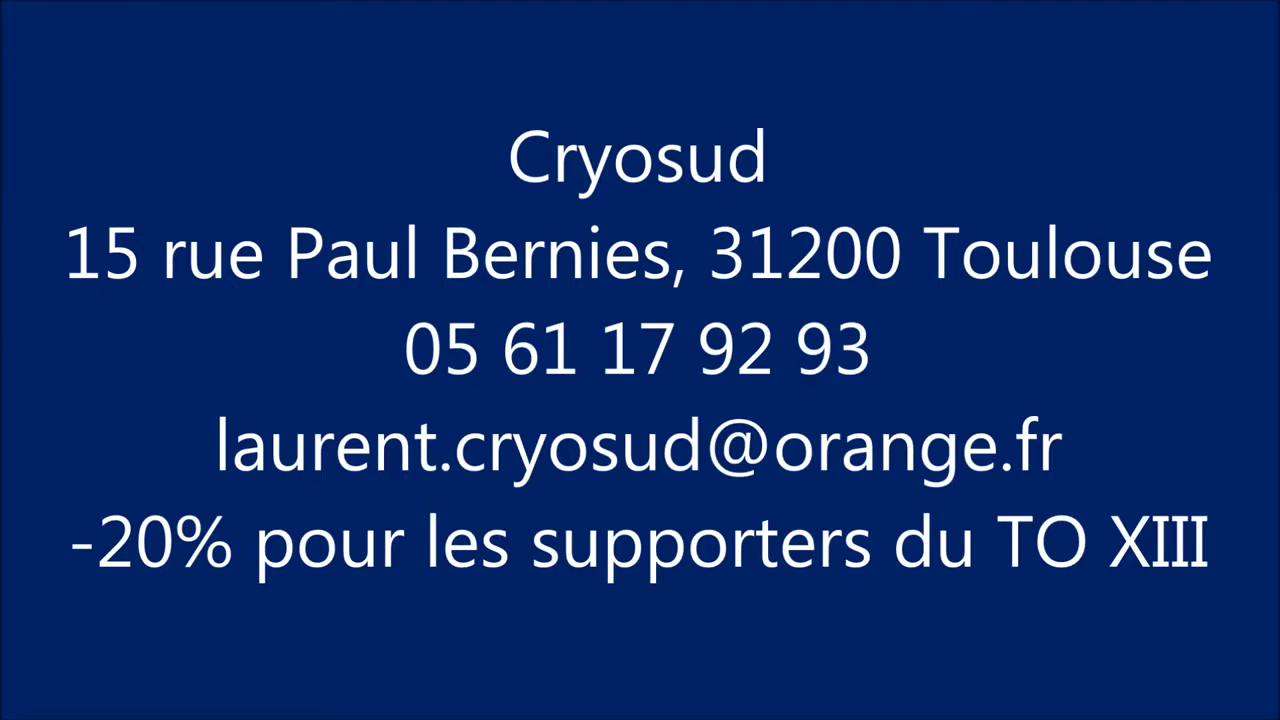 Cryosud
15 rue Paul Bernies, 31200 Toulouse
05 61 17 92 93
laurent.cryosud@orange.fr
-20% pour les supporters du TO XIII